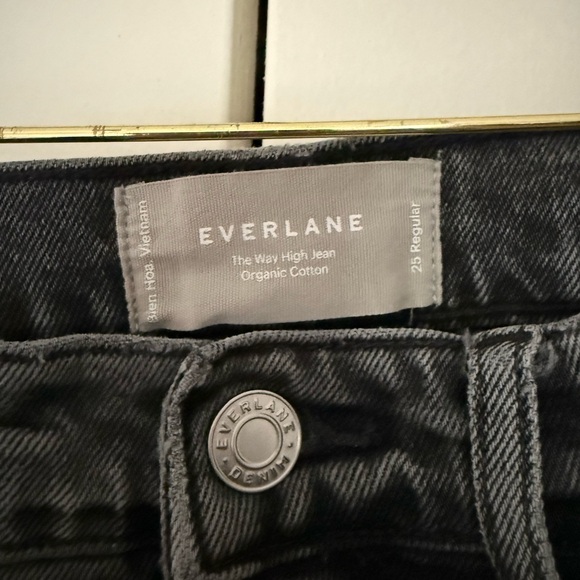 EVERLANE
The Way High Jean
Organic Cotton
Bien Hoa, Vietnam
25 Regular
EVERLANE
• DENIM •